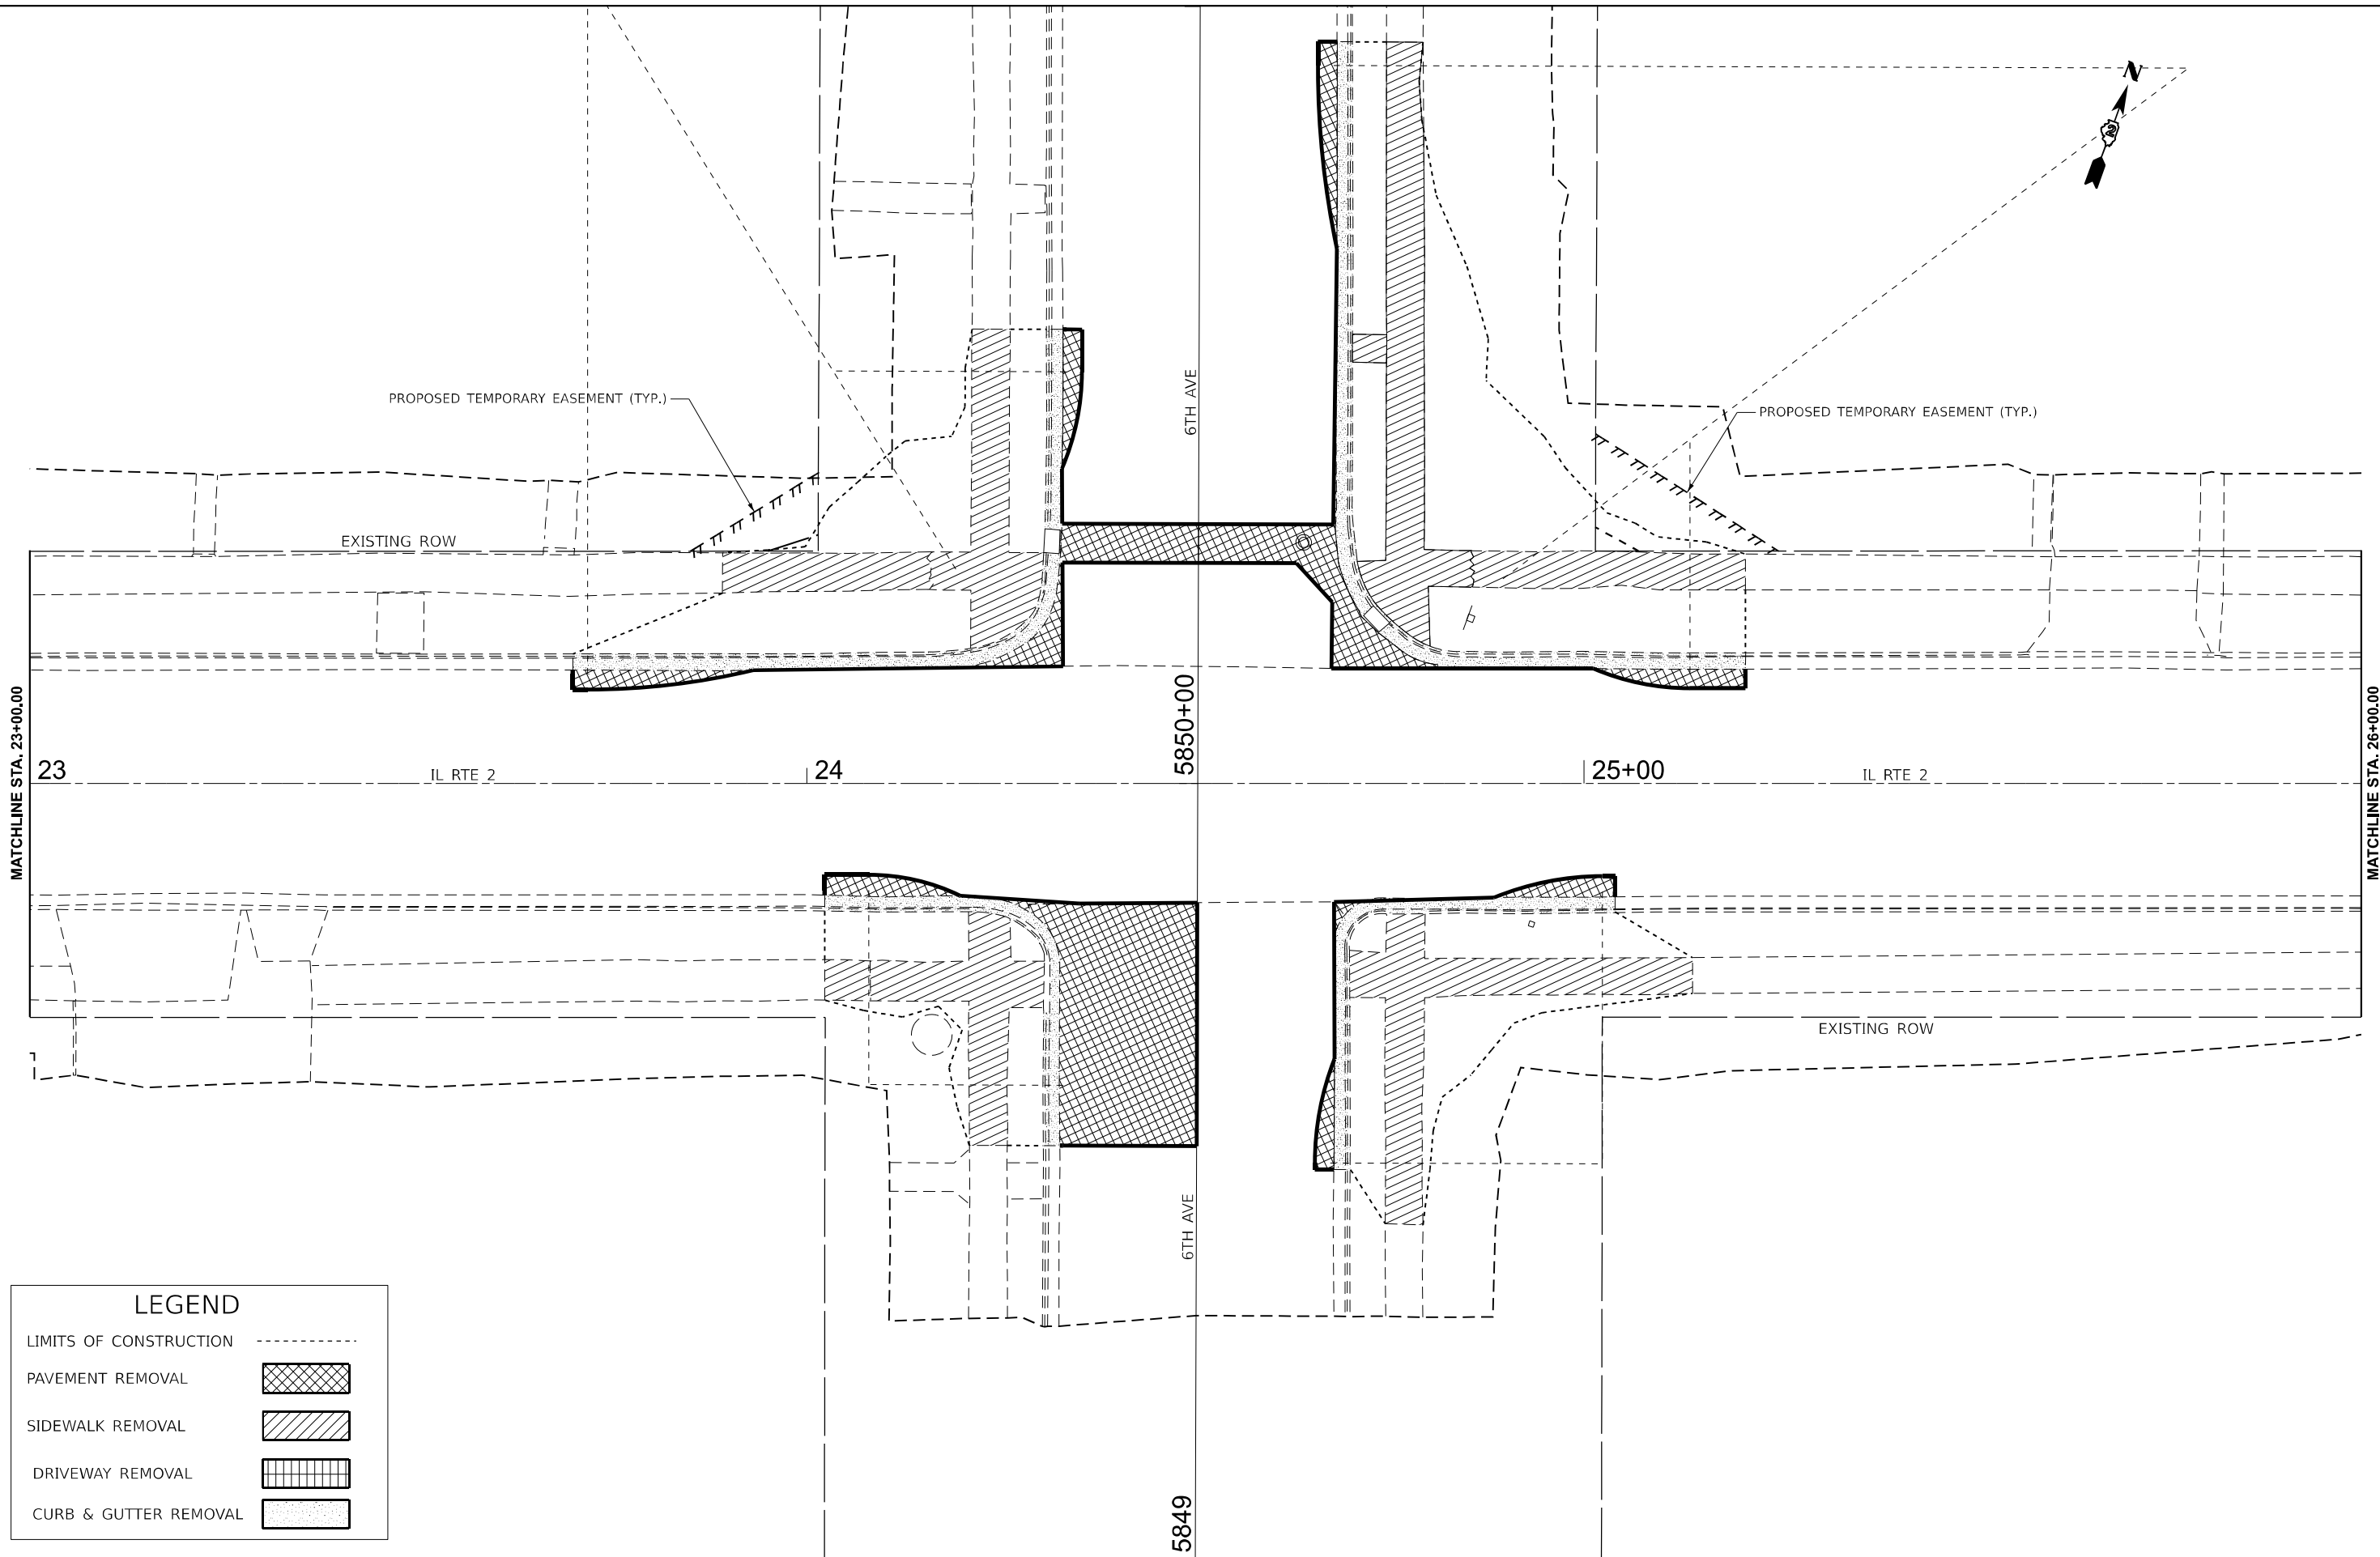 N
6TH AVE
PROPOSED TEMPORARY EASEMENT (TYP.)
PROPOSED TEMPORARY EASEMENT (TYP.)
EXISTING ROW
MATCHLINE STA. 23+00.00
23
IL RTE 2
24
5850+00
25+00
IL RTE 2
MATCHLINE STA. 26+00.00
EXISTING ROW
6TH AVE
5849
LEGEND
LIMITS OF CONSTRUCTION
PAVEMENT REMOVAL
SIDEWALK REMOVAL
DRIVEWAY REMOVAL
CURB & GUTTER REMOVAL